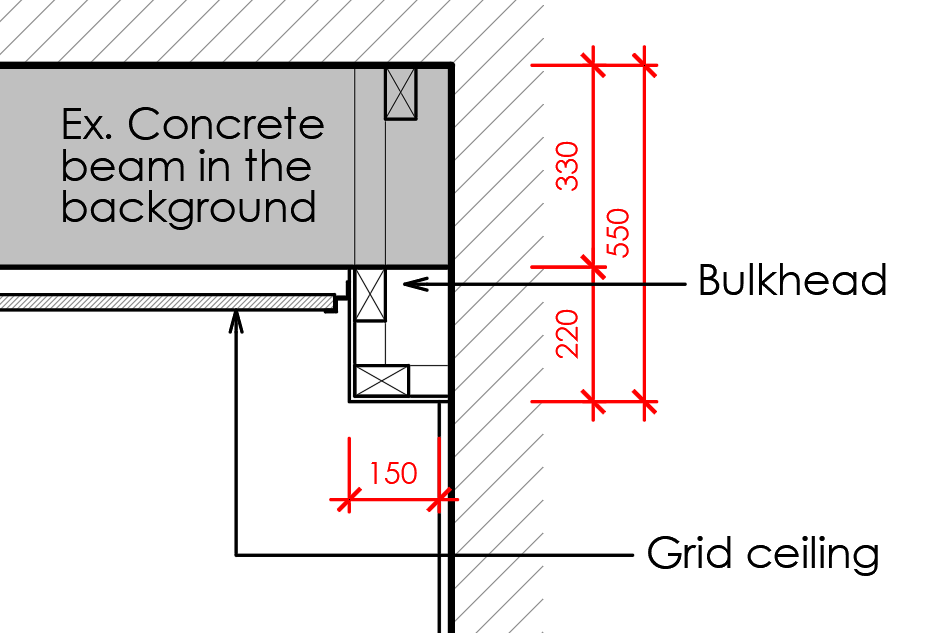 Ex. Concrete
beam in the
background
330
550
Bulkhead
220
150
Grid ceiling